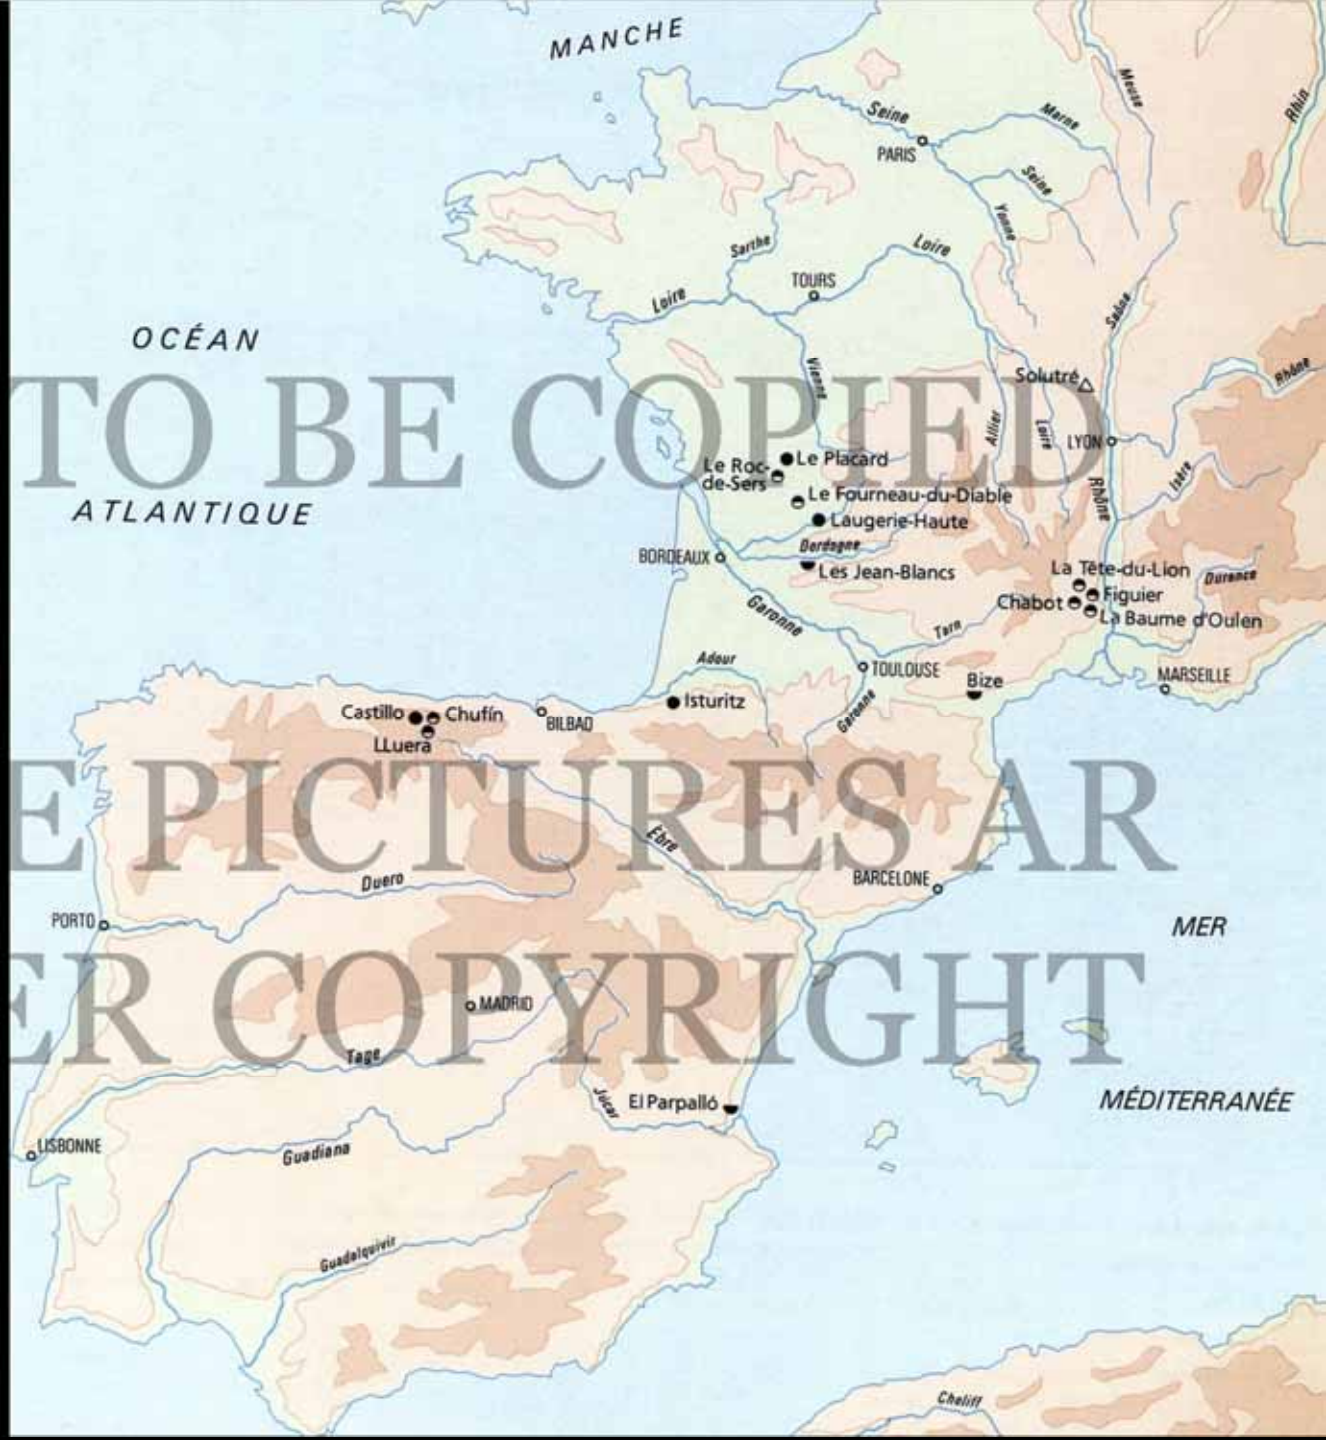 MANCHE
Meuse
Rhin
Seine
Marne
PARIS
Seine
Yonne
Sarthe
Loire
TOURS
Loire
Saône
OCÉAN
Vienne
Solutré
Rhône
TO BE COPIED
Allier
Loire
LYON
Le Placard
Le Roc-
de-Sers
Isère
Rhône
Le Fourneau-du-Diable
ATLANTIQUE
Laugerie-Haute
Dordogne
BORDEAUX
Les Jean-Blancs
La Tête-du-Lion
Durance
Figuier
Chabot
La Baume d'Oulen
Garonne
Tarn
Adour
TOULOUSE
Bize
MARSEILLE
Isturitz
Garonne
Castillo
Chufín
BILBAO
LLuera
E PICTURES AR
Èbre
Duero
BARCELONE
PORTO
MER
ER COPYRIGHT
MADRID
Tage
Júcar
El Parpalló
MÉDITERRANÉE
LISBONNE
Guadiana
Guadalquivir
Cheliff